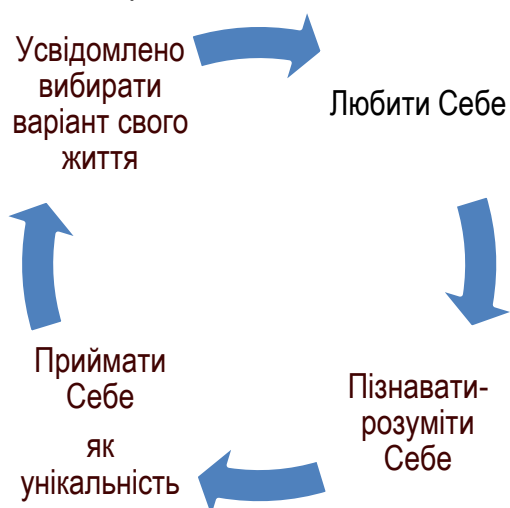 Усвідомлено
вибирати
варіант свого
життя
Любити Себе
Пізнавати-
розуміти
Себе
Приймати
Себе
як
унікальність